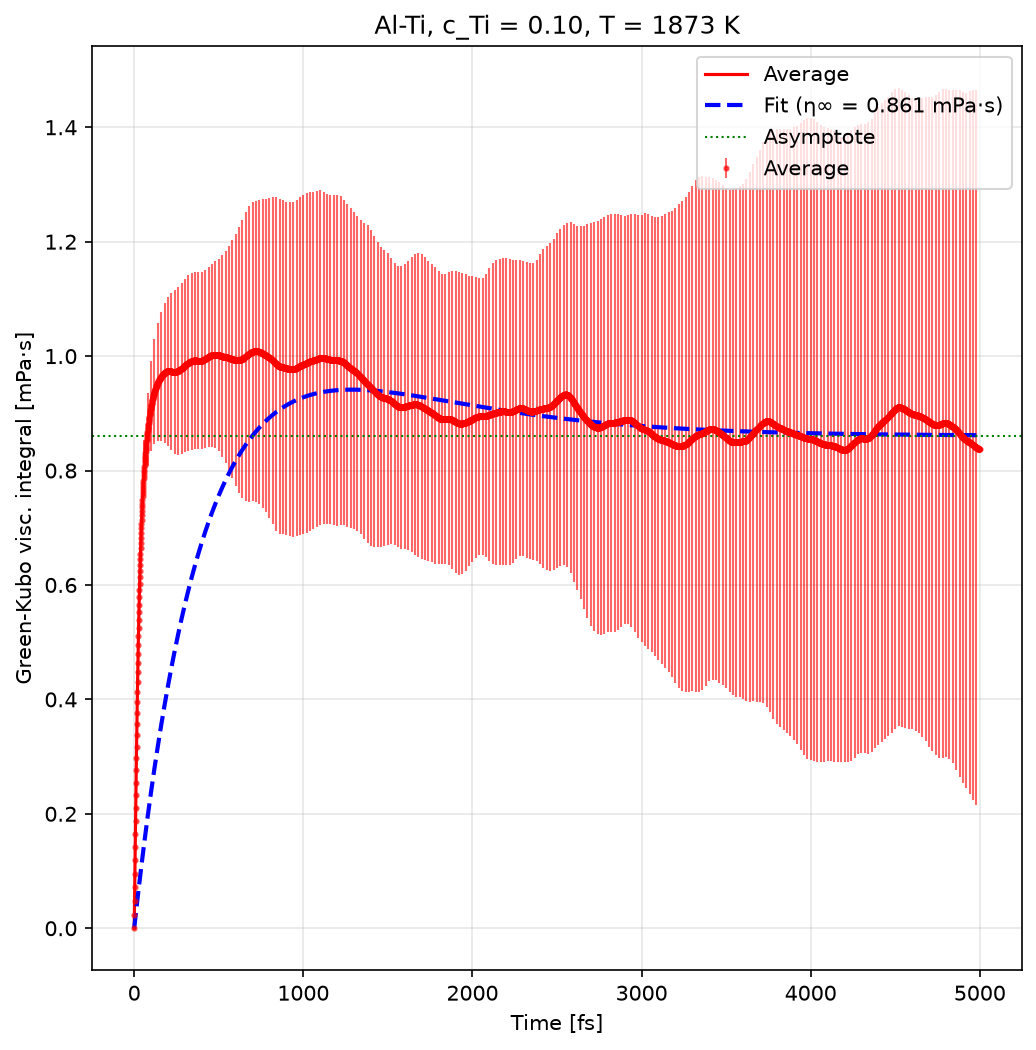 Al-Ti, c_Ti = 0.10, T = 1873 K
Average
Fit (η∞ = 0.861 mPa·s)
Asymptote
Average
Green-Kubo visc. integral [mPa·s]
1.4
1.2
1.0
0.8
0.6
0.4
0.2
0.0
0
1000
2000
3000
4000
5000
Time [fs]